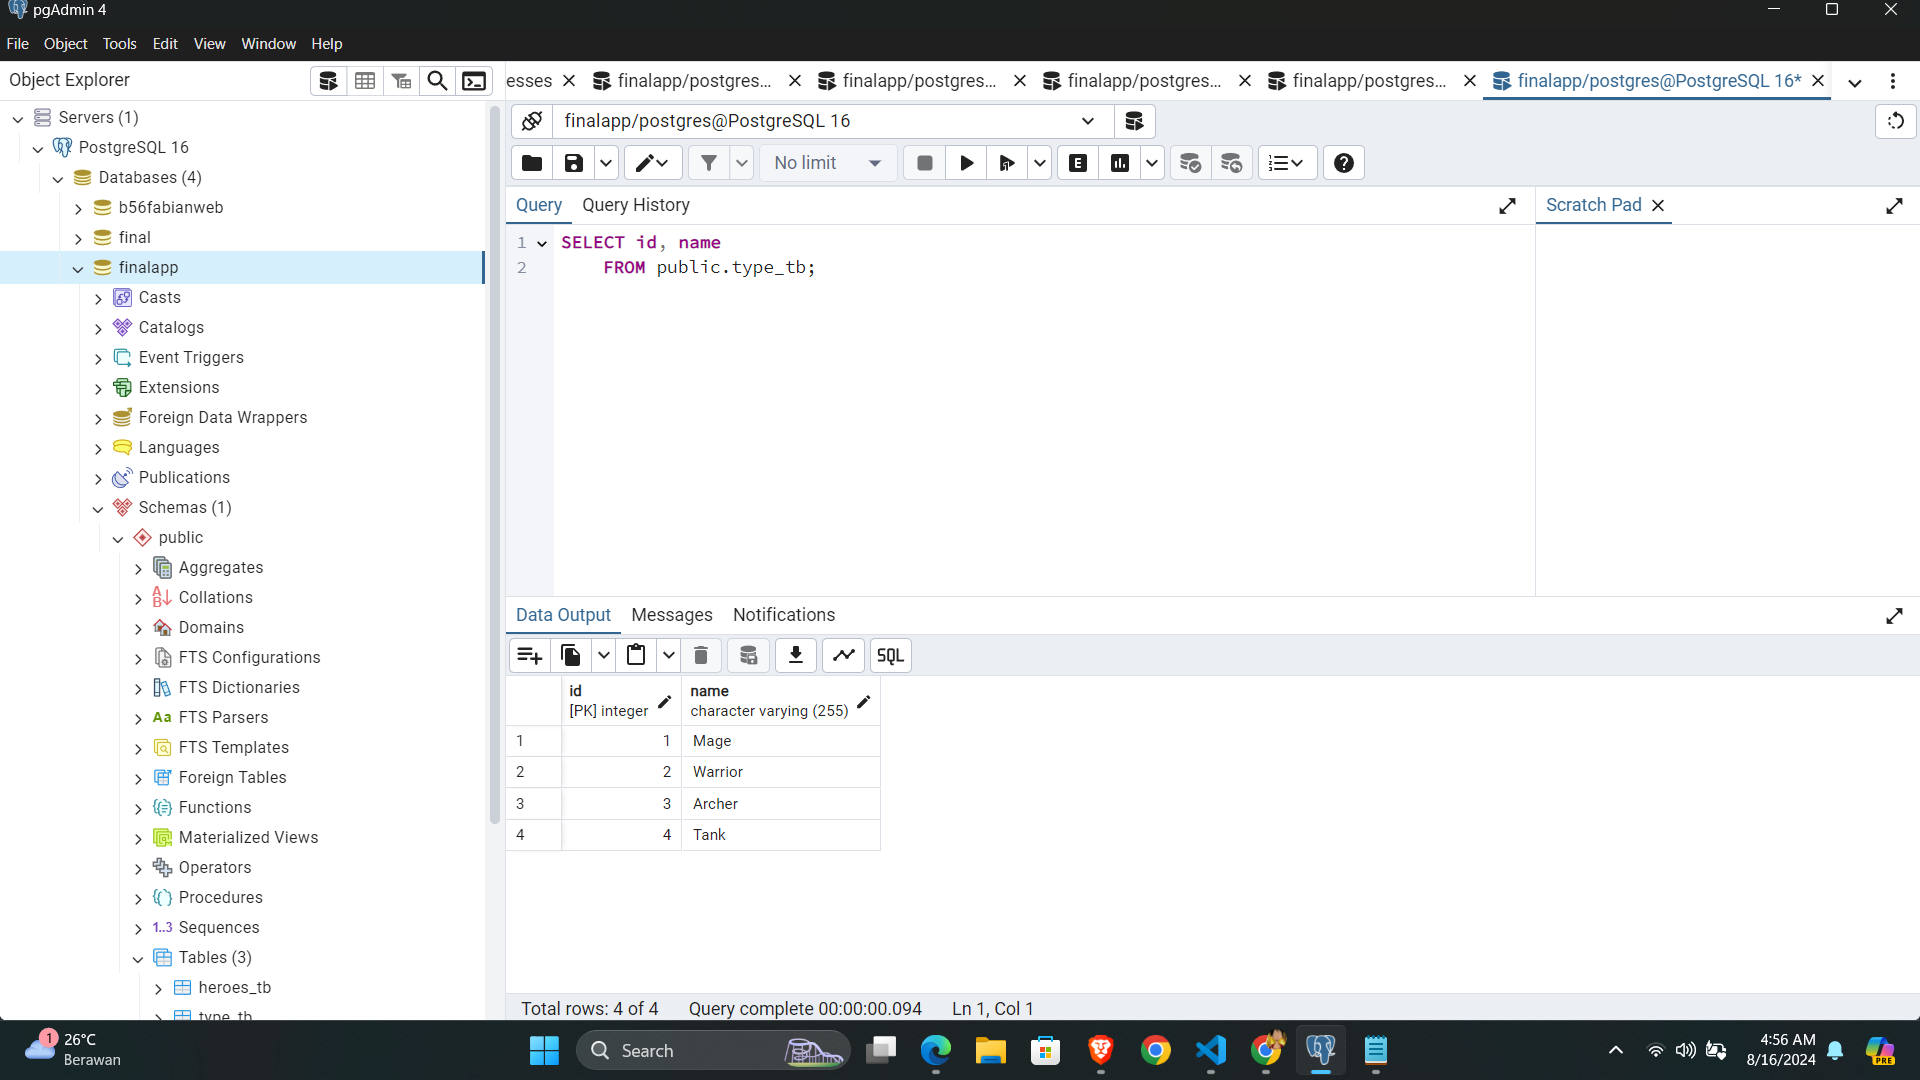 pgAdmin 4
File Object Tools Edit View Window Help
Object Explorer
esses
finalapp/postgres...
finalapp/postgres...
finalapp/postgres...
finalapp/postgres...
finalapp/postgres@PostgreSQL 16*
Servers (1)
PostgreSQL 16
Databases (4)
b56fabianweb
final
finalapp
Casts
Catalogs
Event Triggers
Extensions
Foreign Data Wrappers
Languages
Publications
Schemas (1)
public
Aggregates
Collations
Domains
FTS Configurations
FTS Dictionaries
Aa FTS Parsers
FTS Templates
Foreign Tables
Functions
Materialized Views
Operators
Procedures
1..3 Sequences
Tables (3)
heroes_tb
type_tb
finalapp/postgres@PostgreSQL 16
No limit
E
Query Query History
Scratch Pad
1 SELECT id, name
2 FROM public.type_tb;
Data Output Messages Notifications
SQL
id name
[PK] integer character varying (255)
1 1 Mage
2 2 Warrior
3 3 Archer
4 4 Tank
Total rows: 4 of 4 Query complete 00:00:00.094 Ln 1, Col 1
1
26°C
Berawan
Search
4:56 AM
8/16/2024
PRE